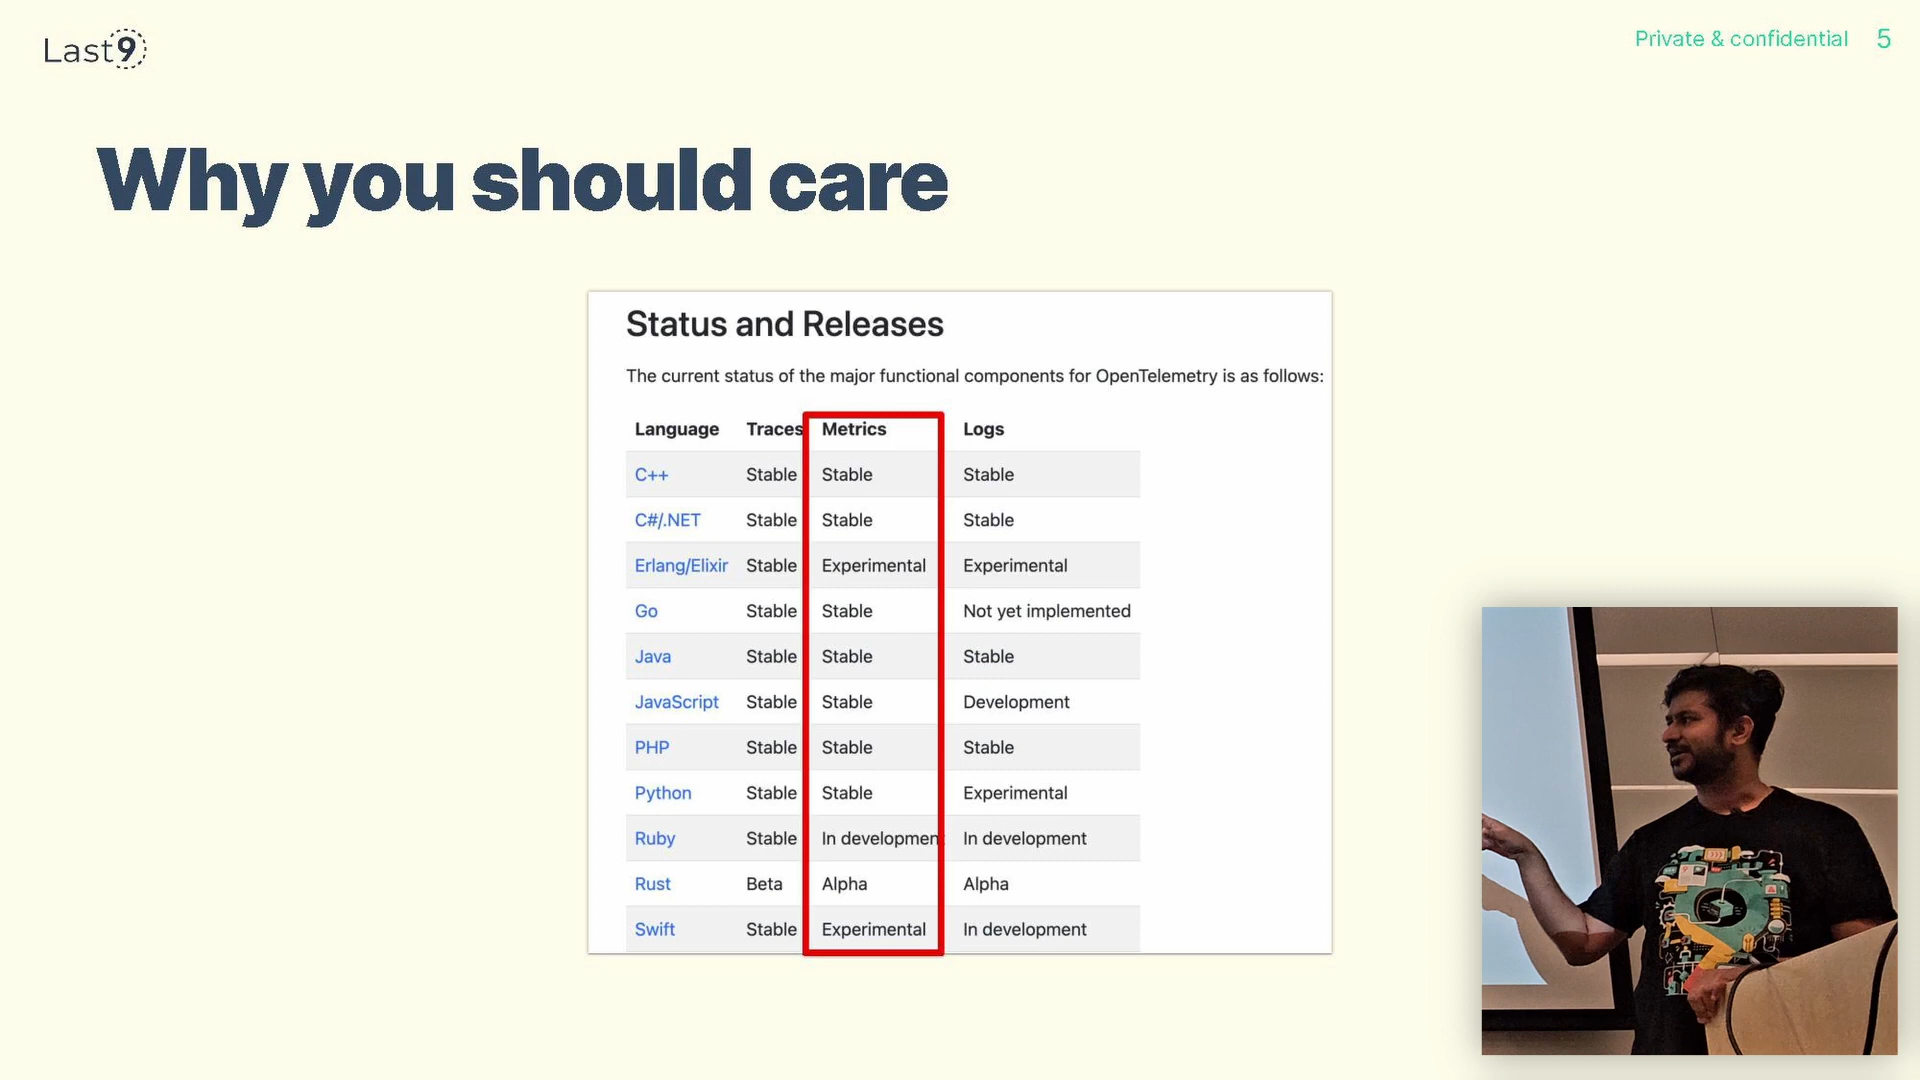 Last9
Private & confidential 5
Why you should care
Status and Releases
The current status of the major functional components for OpenTelemetry is as follows:
Language Traces Metrics Logs
C++ Stable Stable Stable
C#/.NET Stable Stable Stable
Erlang/Elixir Stable Experimental Experimental
Go Stable Stable Not yet implemented
Java Stable Stable Stable
JavaScript Stable Stable Development
PHP Stable Stable Stable
Python Stable Stable Experimental
Ruby Stable In development In development
Rust Beta Alpha Alpha
Swift Stable Experimental In development